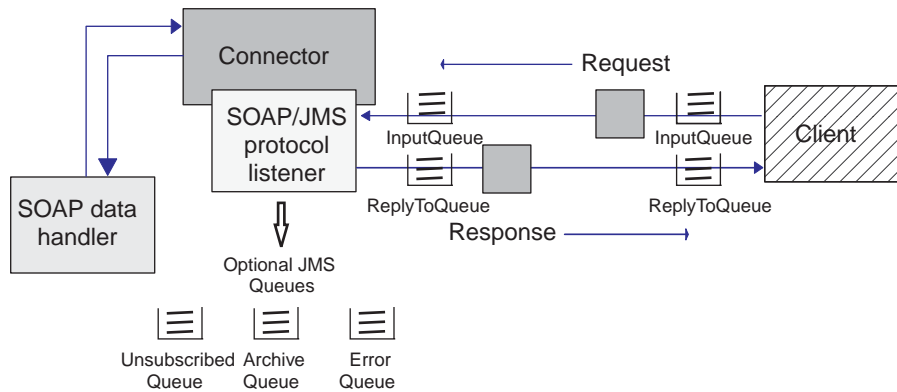 Connector
Request
SOAP/JMS
protocol
listener
InputQueue
InputQueue
Client
SOAP data
handler
ReplyToQueue
ReplyToQueue
Response
Optional JMS
Queues
Unsubscribed
Queue
Archive
Queue
Error
Queue